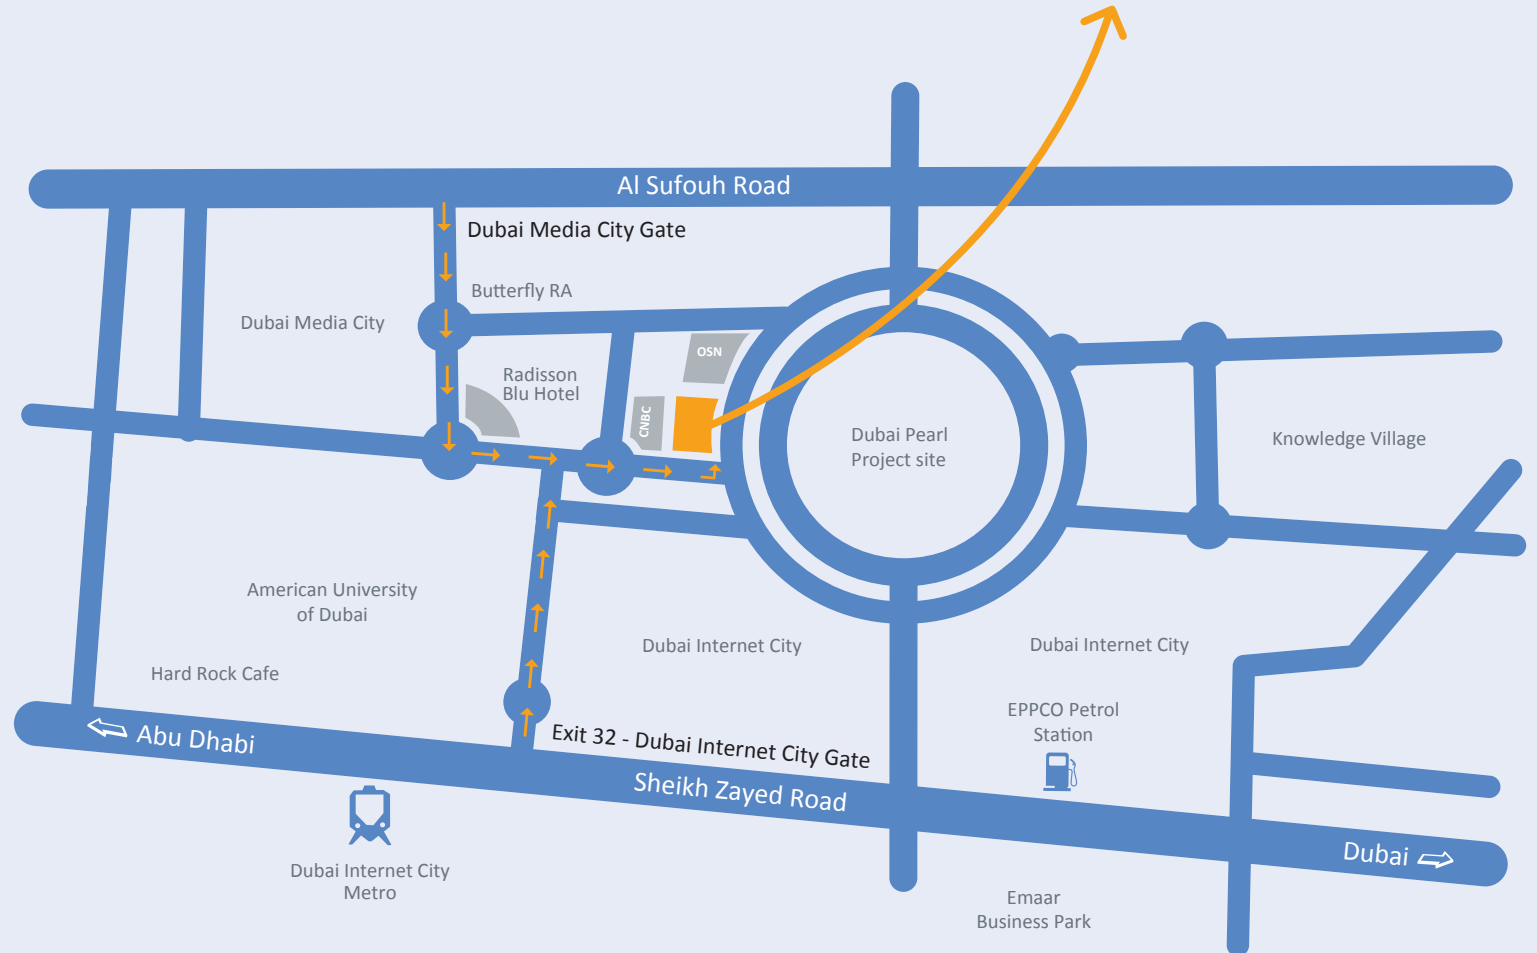 Al Sufouh Road
Dubai Media City Gate
Butterfly RA
Dubai Media City
OSN
Radisson
Blu Hotel
CNBC
Dubai Pearl
Project site
Knowledge Village
American University
of Dubai
Dubai Internet City
Dubai Internet City
Hard Rock Cafe
EPPCO Petrol
Station
Abu Dhabi
Exit 32 - Dubai Internet City Gate
Sheikh Zayed Road
Dubai
Dubai Internet City
Metro
Emaar
Business Park